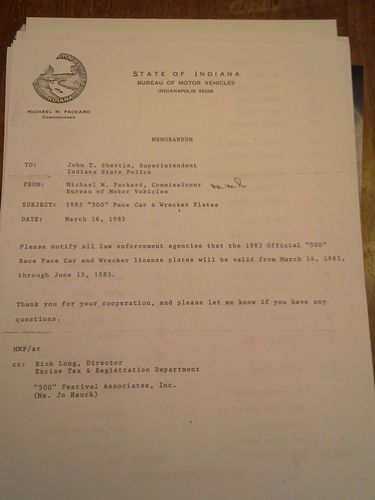 STATE OF INDIANA
BUREAU OF MOTOR VEHICLES
INDIANAPOLIS 46204
MICHAEL M. PACKARD
COMMISSIONER
MEMORANDUM
TO: John T. Shettle, Superintendent
Indiana State Police
FROM: Michael M. Packard, Commissioner
Bureau of Motor Vehicles
SUBJECT: 1983 "500" Pace Car & Wrecker Plates
DATE: March 16, 1983
Please notify all law enforcement agencies that the 1983 Official "500"
Race Pace Car and Wrecker license plates will be valid from March 14, 1983,
through June 15, 1983.
Thank you for your cooperation, and please let me know if you have any
questions.
MMP/ar
cc: Rick Long, Director
Excise Tax & Registration Department
"500" Festival Associates, Inc.
(Ms. Jo Hauck)